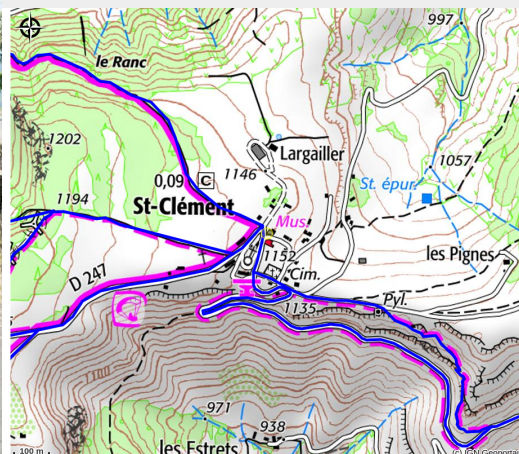 997
le Ranc
1202
Largailler
1146
1057
0,09
C
St. épur.
1194
St-Clément
Mus.
1152
les Pignes
D 247
Cim.
1135
Pyl.
971
938
les Estrets
100 m
(c) IGN Geoportail